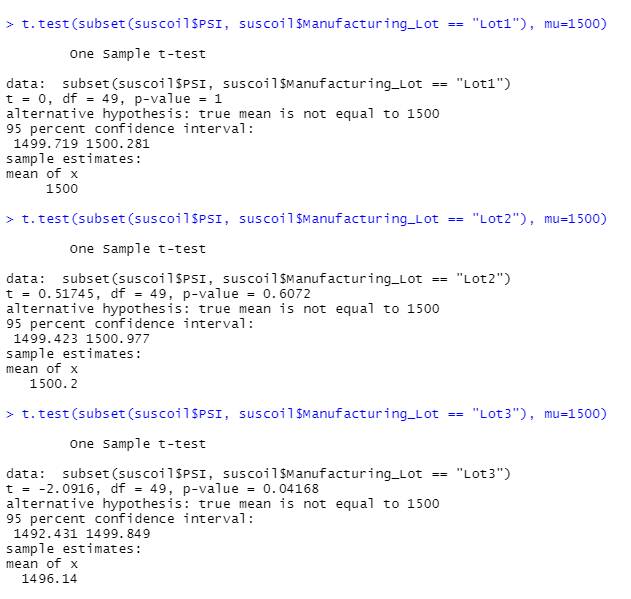 > t.test(subset(suscoil$PSI, suscoil$Manufacturing_Lot == "Lot1"), mu=1500)
One Sample t-test
data:  subset(suscoil$PSI, suscoil$Manufacturing_Lot == "Lot1")
t = 0, df = 49, p-value = 1
alternative hypothesis: true mean is not equal to 1500
95 percent confidence interval:
1499.719 1500.281
sample estimates:
mean of x
1500
> t.test(subset(suscoil$PSI, suscoil$Manufacturing_Lot == "Lot2"), mu=1500)
One Sample t-test
data:  subset(suscoil$PSI, suscoil$Manufacturing_Lot == "Lot2")
t = 0.51745, df = 49, p-value = 0.6072
alternative hypothesis: true mean is not equal to 1500
95 percent confidence interval:
1499.423 1500.977
sample estimates:
mean of x
1500.2
> t.test(subset(suscoil$PSI, suscoil$Manufacturing_Lot == "Lot3"), mu=1500)
One Sample t-test
data:  subset(suscoil$PSI, suscoil$Manufacturing_Lot == "Lot3")
t = -2.0916, df = 49, p-value = 0.04168
alternative hypothesis: true mean is not equal to 1500
95 percent confidence interval:
1492.431 1499.849
sample estimates:
mean of x
1496.14